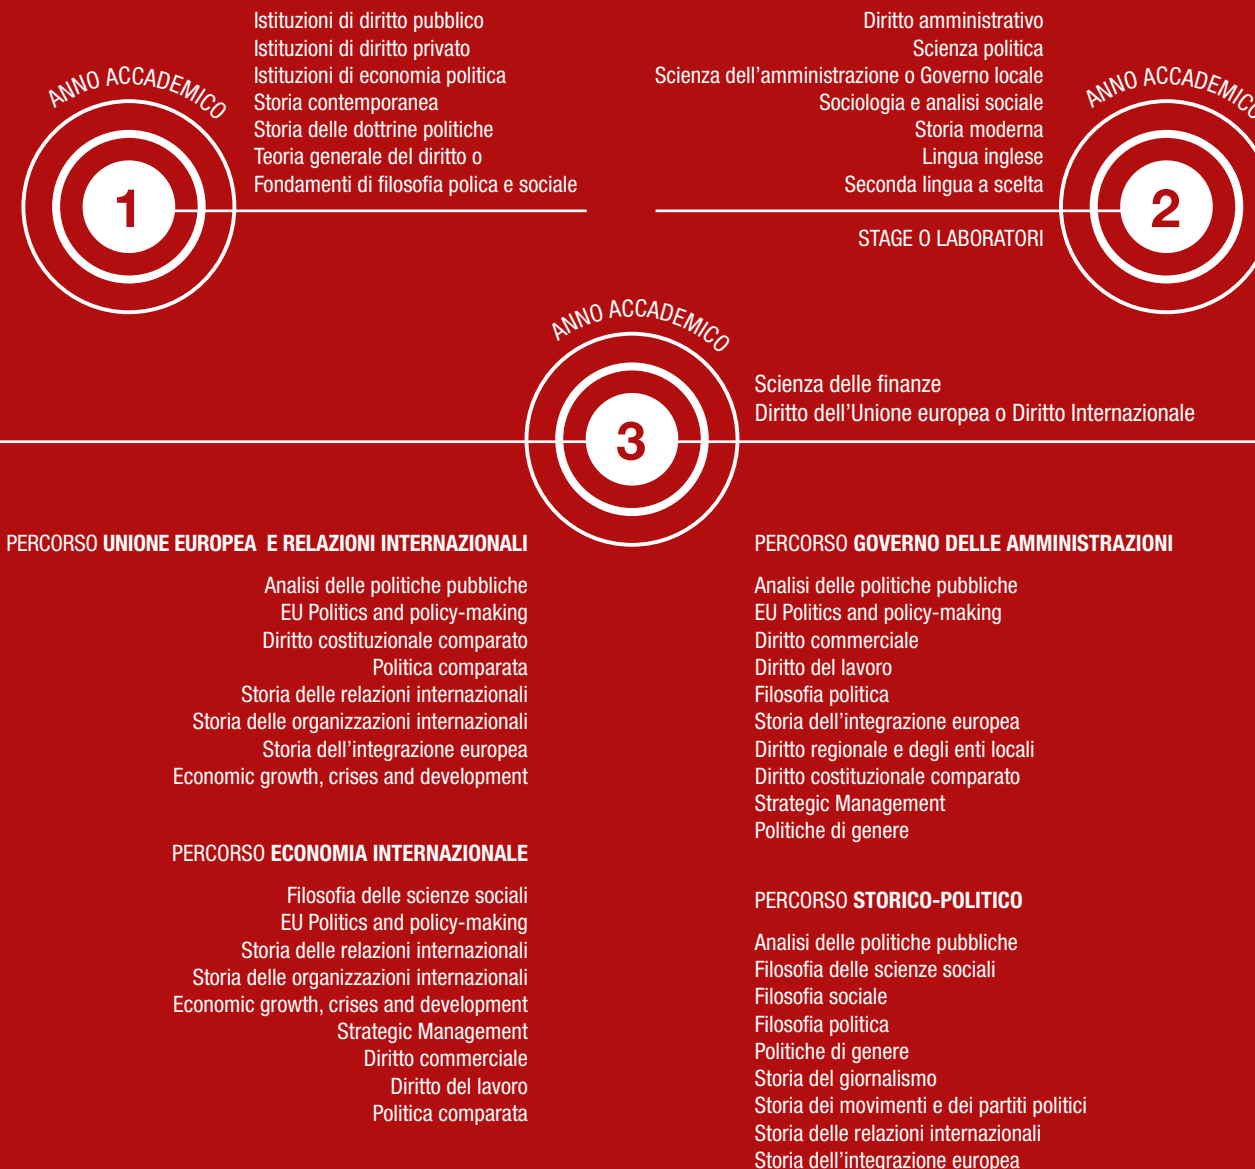 ANNO ACCADEMICO
1
Istituzioni di diritto pubblico
Istituzioni di diritto privato
Istituzioni di economia politica
Storia contemporanea
Storia delle dottrine politiche
Teoria generale del diritto o
Fondamenti di filosofia polica e sociale
Diritto amministrativo
Scienza politica
Scienza dell'amministrazione o Governo locale
Sociologia e analisi sociale
Storia moderna
Lingua inglese
Seconda lingua a scelta
STAGE O LABORATORI
ANNO ACCADEMICO
2
ANNO ACCADEMICO
3
Scienza delle finanze
Diritto dell'Unione europea o Diritto Internazionale
PERCORSO UNIONE EUROPEA E RELAZIONI INTERNAZIONALI
Analisi delle politiche pubbliche
EU Politics and policy-making
Diritto costituzionale comparato
Politica comparata
Storia delle relazioni internazionali
Storia delle organizzazioni internazionali
Storia dell'integrazione europea
Economic growth, crises and development
PERCORSO ECONOMIA INTERNAZIONALE
Filosofia delle scienze sociali
EU Politics and policy-making
Storia delle relazioni internazionali
Storia delle organizzazioni internazionali
Economic growth, crises and development
Strategic Management
Diritto commerciale
Diritto del lavoro
Politica comparata
PERCORSO GOVERNO DELLE AMMINISTRAZIONI
Analisi delle politiche pubbliche
EU Politics and policy-making
Diritto commerciale
Diritto del lavoro
Filosofia politica
Storia dell'integrazione europea
Diritto regionale e degli enti locali
Diritto costituzionale comparato
Strategic Management
Politiche di genere
PERCORSO STORICO-POLITICO
Analisi delle politiche pubbliche
Filosofia delle scienze sociali
Filosofia sociale
Filosofia politica
Politiche di genere
Storia del giornalismo
Storia dei movimenti e dei partiti politici
Storia delle relazioni internazionali
Storia dell'integrazione europea